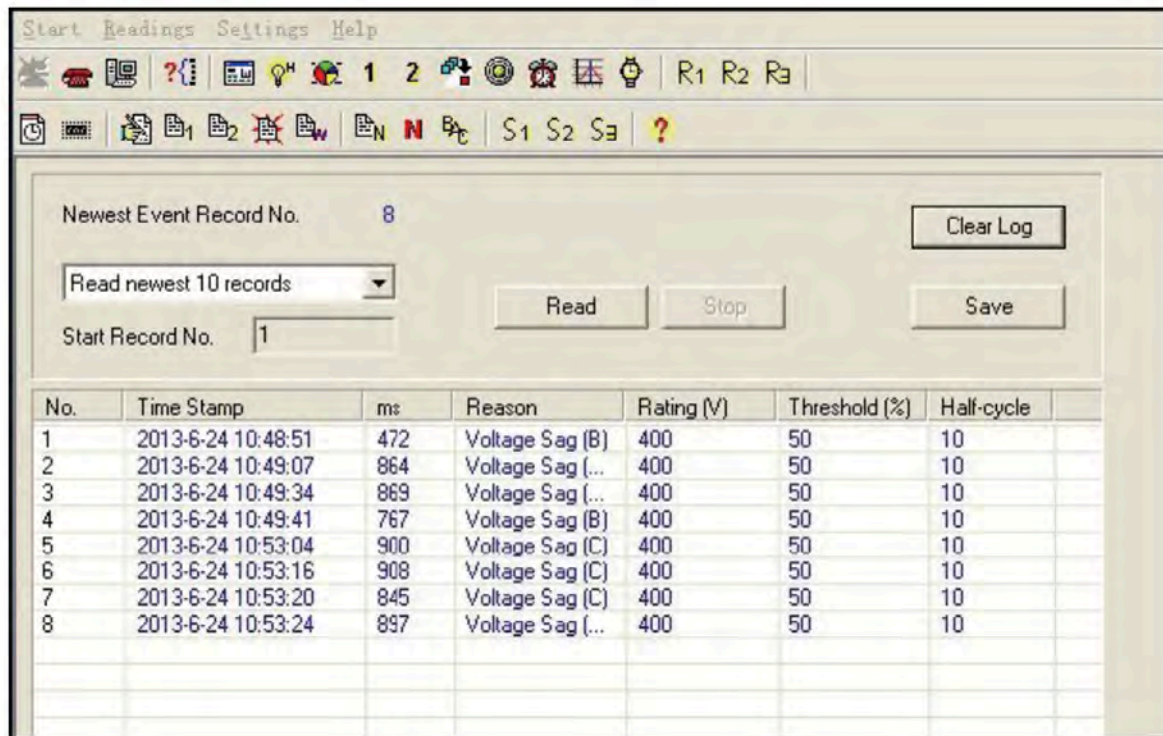 Start Readings Settings Help
?{ H 1 2 R1 R2 R3
1 2 W N N BAC S1 S2 S3 ?
Newest Event Record No. 8
Clear Log
Read newest 10 records
Read Stop Save
Start Record No. 1
No. Time Stamp ms Reason Rating (V) Threshold (%) Half-cycle
1 2013-6-24 10:48:51 472 Voltage Sag (B) 400 50 10
2 2013-6-24 10:49:07 864 Voltage Sag (... 400 50 10
3 2013-6-24 10:49:34 869 Voltage Sag (... 400 50 10
4 2013-6-24 10:49:41 767 Voltage Sag (B) 400 50 10
5 2013-6-24 10:53:04 900 Voltage Sag (C) 400 50 10
6 2013-6-24 10:53:16 908 Voltage Sag (C) 400 50 10
7 2013-6-24 10:53:20 845 Voltage Sag (C) 400 50 10
8 2013-6-24 10:53:24 897 Voltage Sag (... 400 50 10